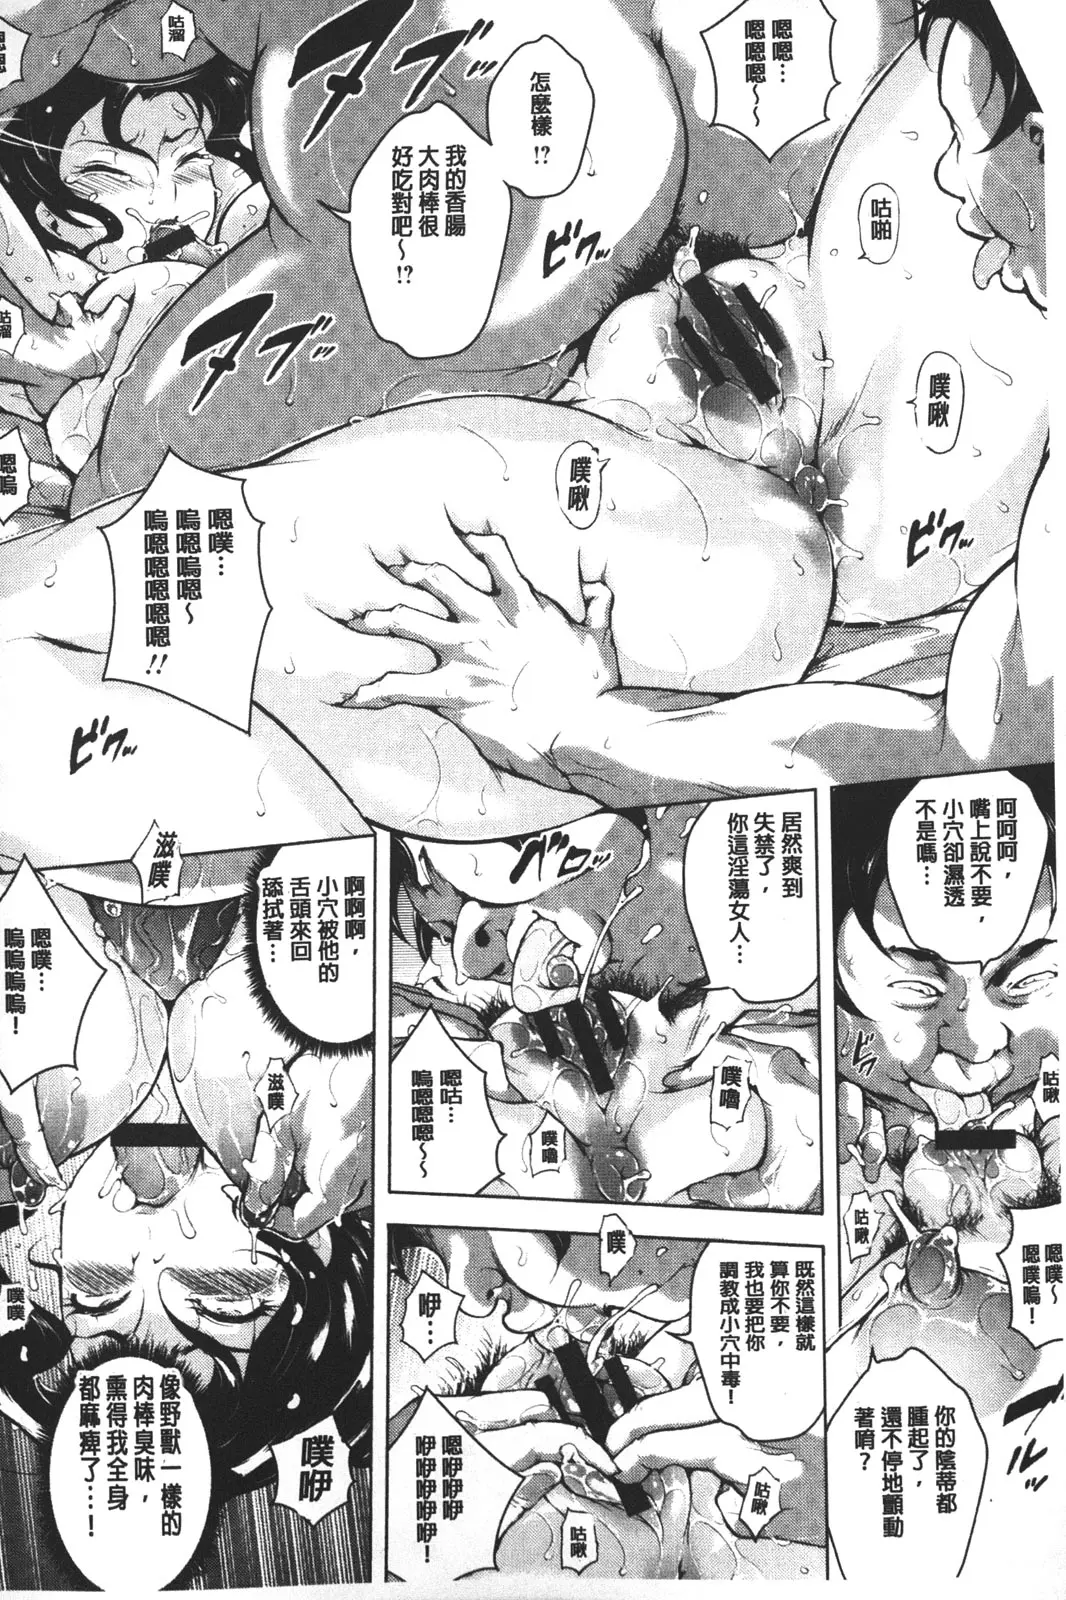 嗯嗯…
嗯嗯嗯～
怎麼樣
!?
我的香腸
大肉棒很
好吃對吧～
!?
咕溜
嗯嗯
咕啪
噗啾
噗啾
咕溜
嗯嗚
ビクッ
ビクッ
ビクッ
嗯噗…
嗚嗯嗚嗯～
嗚嗯嗯嗯嗯嗯
!!
呵呵呵
嘴上說不要，
小穴卻濕透
不是嗎…
咕啾
咕啾
嗯噗～
嗯嗯嗚！
你的陰蒂都
腫起了，
還不停地顫動
著唷？
居然爽到
失禁了，
你這淫蕩女人…
噗嚕
噗嚕
嗯咕…
嗚嗯嗯嗯～～
既然這樣就
算你不要，
我也要把你
調教成小穴中毒！
噗
咿…
咕啾
咕啾
嗯咿咿咿
咿咿咿咿！
啊啊啊，
小穴被他的
舌頭來回
舔拭著…
滋噗
滋噗
嗯噗…
嗚嗚嗚嗚！
噗噗
噗咿
像野獸一樣的
肉棒臭味，
熏得我全身
都麻痺了…！